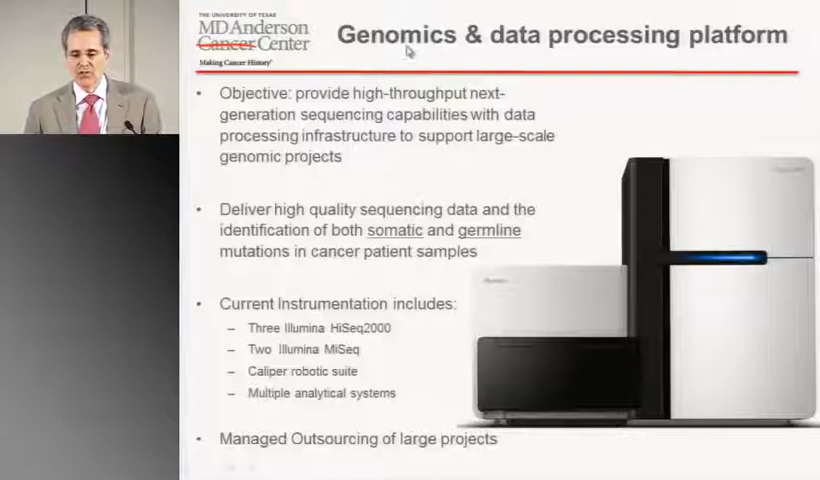 THE UNIVERSITY OF TEXAS
MD Anderson
Cancer Center
Making Cancer History®
Genomics & data processing platform
• Objective: provide high-throughput next-
generation sequencing capabilities with data
processing infrastructure to support large-scale
genomic projects
• Deliver high quality sequencing data and the
identification of both somatic and germline
mutations in cancer patient samples
• Current Instrumentation includes:
– Three Illumina HiSeq2000
– Two Illumina MiSeq
– Caliper robotic suite
– Multiple analytical systems
• Managed Outsourcing of large projects